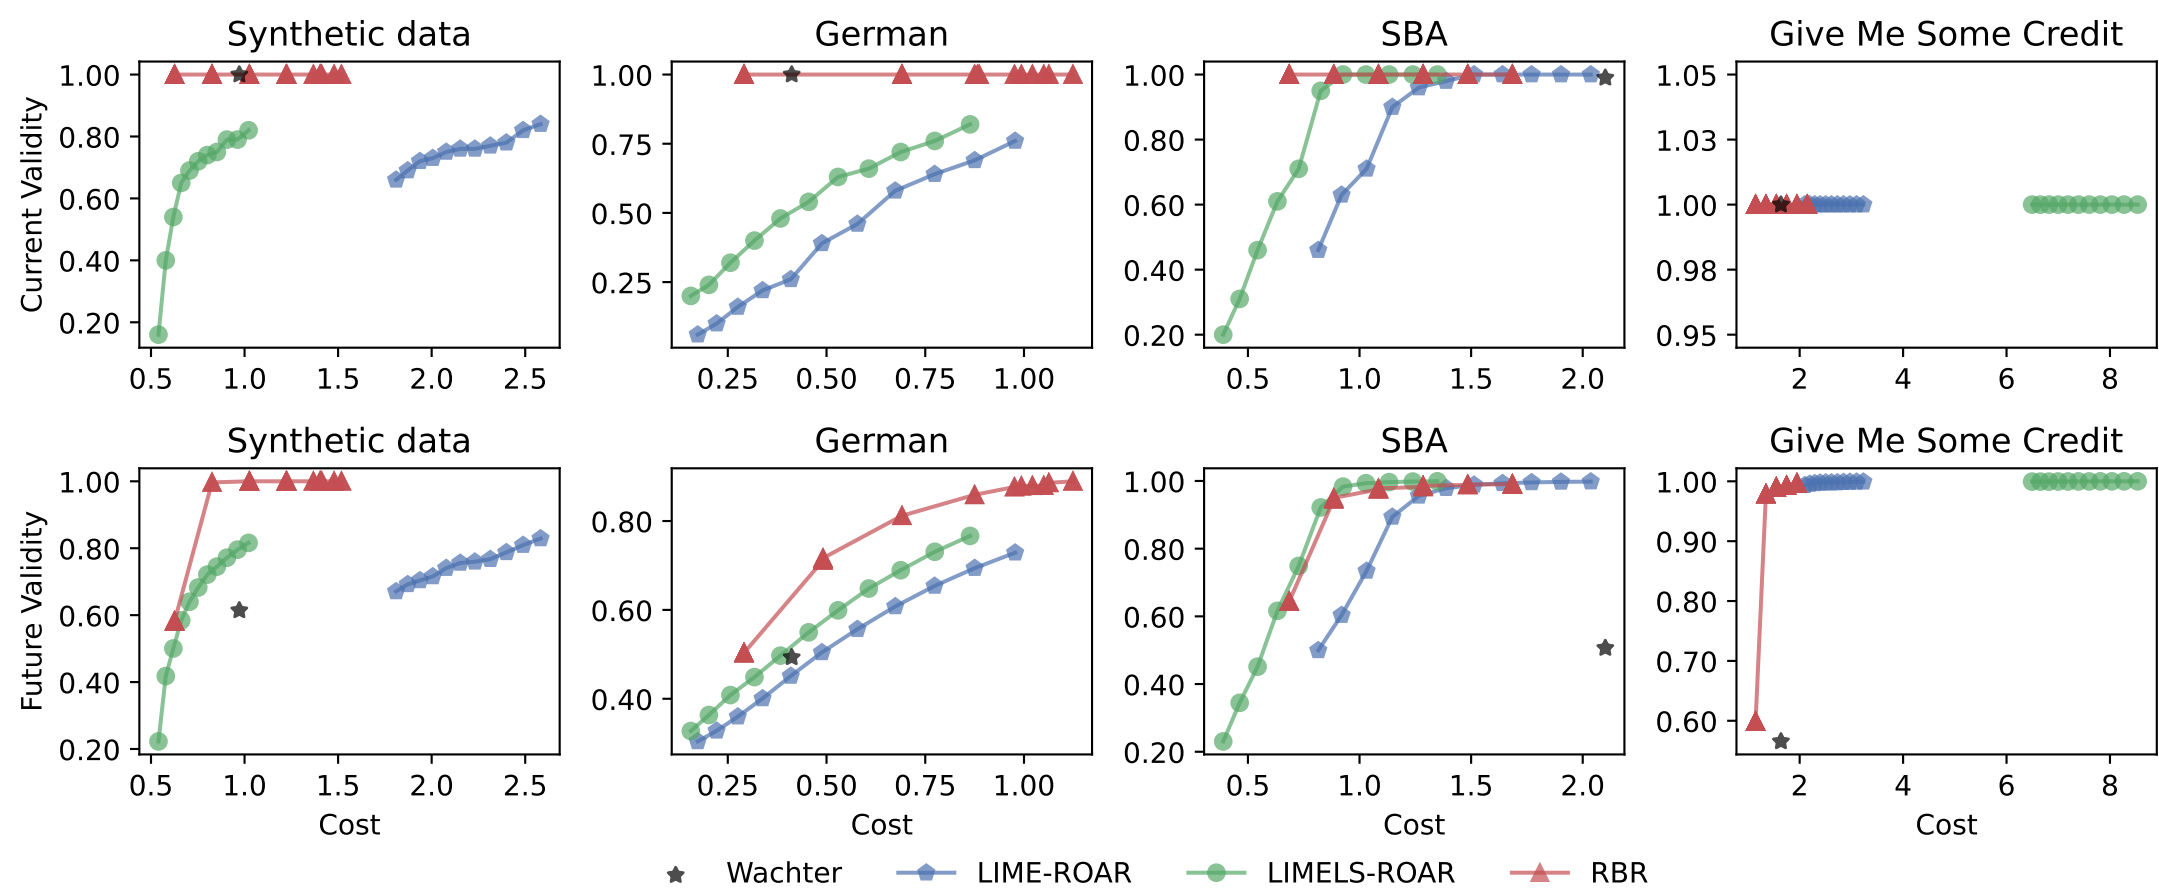 Synthetic data German SBA Give Me Some Credit
Current Validity
1.00 0.80 0.60 0.40 0.20
0.5 1.0 1.5 2.0 2.5
1.00 0.75 0.50 0.25
0.25 0.50 0.75 1.00
1.00 0.80 0.60 0.40 0.20
0.5 1.0 1.5 2.0
1.05 1.03 1.00 0.98 0.95
2 4 6 8
Synthetic data German SBA Give Me Some Credit
Future Validity
1.00 0.80 0.60 0.40 0.20
0.5 1.0 1.5 2.0 2.5
0.80 0.60 0.40
0.25 0.50 0.75 1.00
1.00 0.80 0.60 0.40 0.20
0.5 1.0 1.5 2.0
1.00 0.90 0.80 0.70 0.60
2 4 6 8
Cost Cost Cost Cost
Wachter LIME-ROAR LIMELS-ROAR RBR